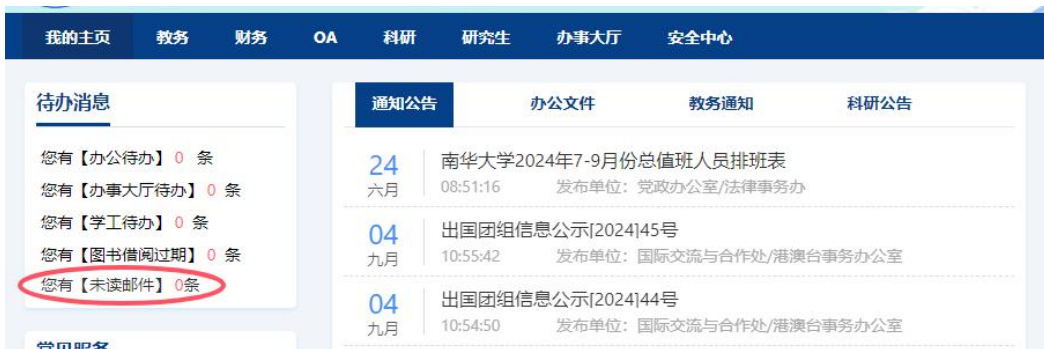 我的主页 教务 财务 OA 科研 研究生 办事大厅 安全中心
待办消息
您有【办公待办】 0 条
您有【办事大厅待办】 0 条
您有【学工待办】 0 条
您有【图书借阅过期】 0 条
您有【未读邮件】 0条
常见服务
通知公告 办公文件 教务通知 科研公告
24 南华大学2024年7-9月份总值班人员排班表
六月 08:51:16 发布单位：党政办公室/法律事务办
04 出国团组信息公示[2024]45号
九月 10:55:42 发布单位：国际交流与合作处/港澳台事务办公室
04 出国团组信息公示[2024]44号
九月 10:54:50 发布单位：国际交流与合作处/港澳台事务办公室